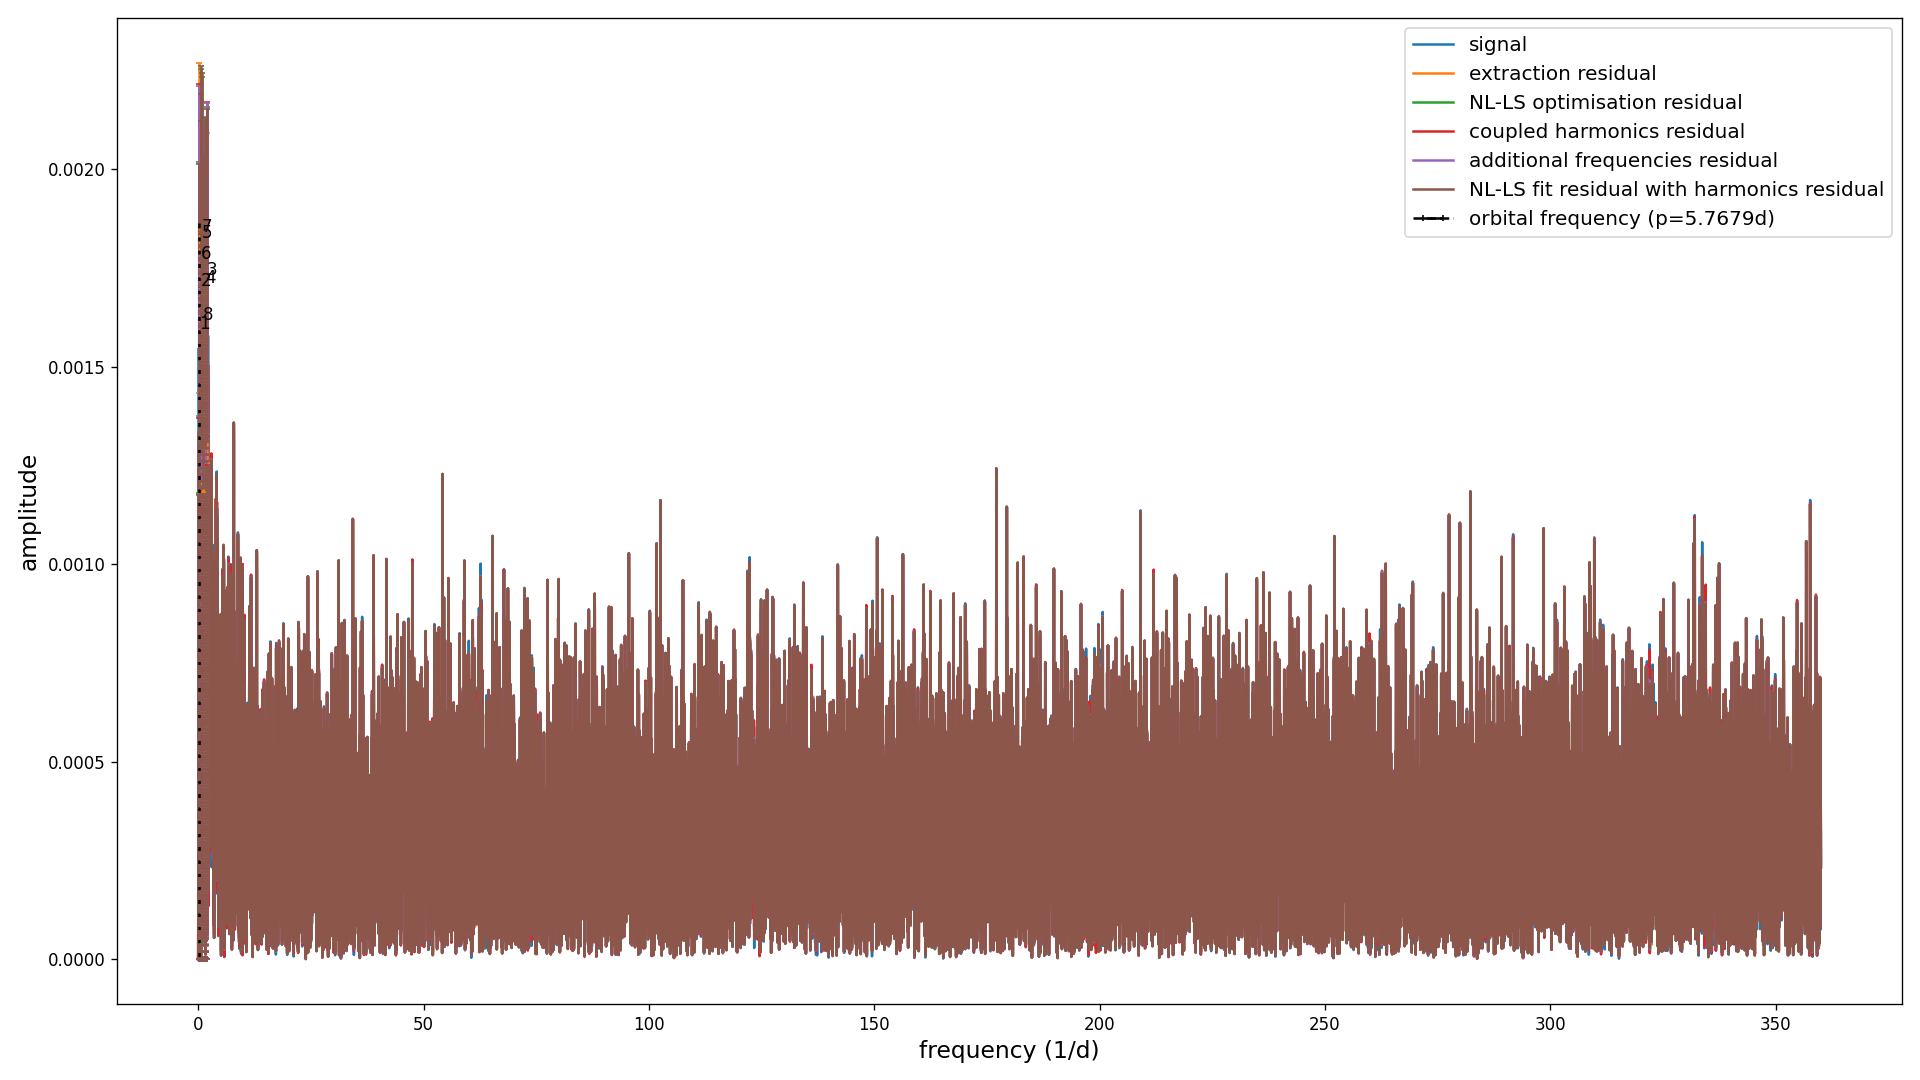 signal
extraction residual
NL-LS optimisation residual
coupled harmonics residual
additional frequencies residual
NL-LS fit residual with harmonics residual
orbital frequency (p=5.7679d)
amplitude
0.0020
0.0015
0.0010
0.0005
0.0000
7
5
6
3
4
2
8
1
0
50
100
150
200
250
300
350
frequency (1/d)